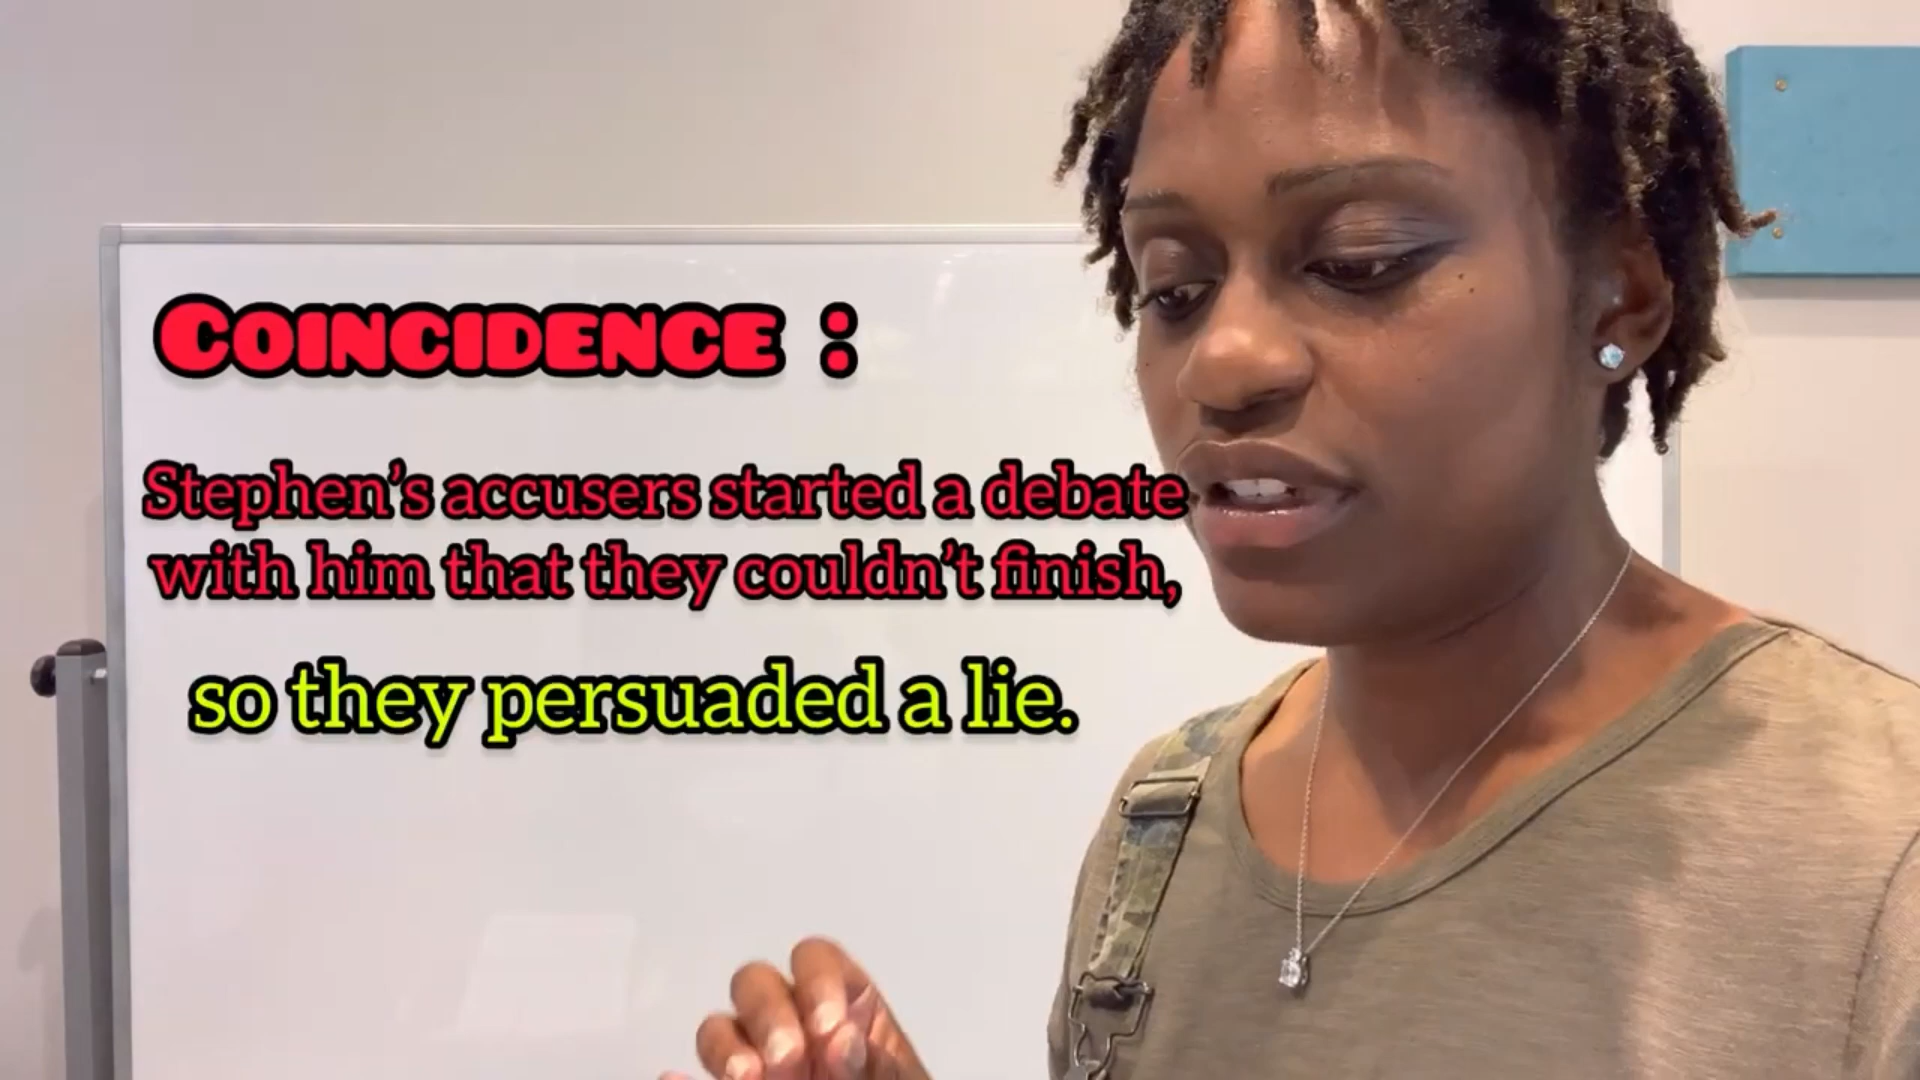 Coincidence :
Stephen's accusers started a debate
with him that they couldn't finish,
so they persuaded a lie.